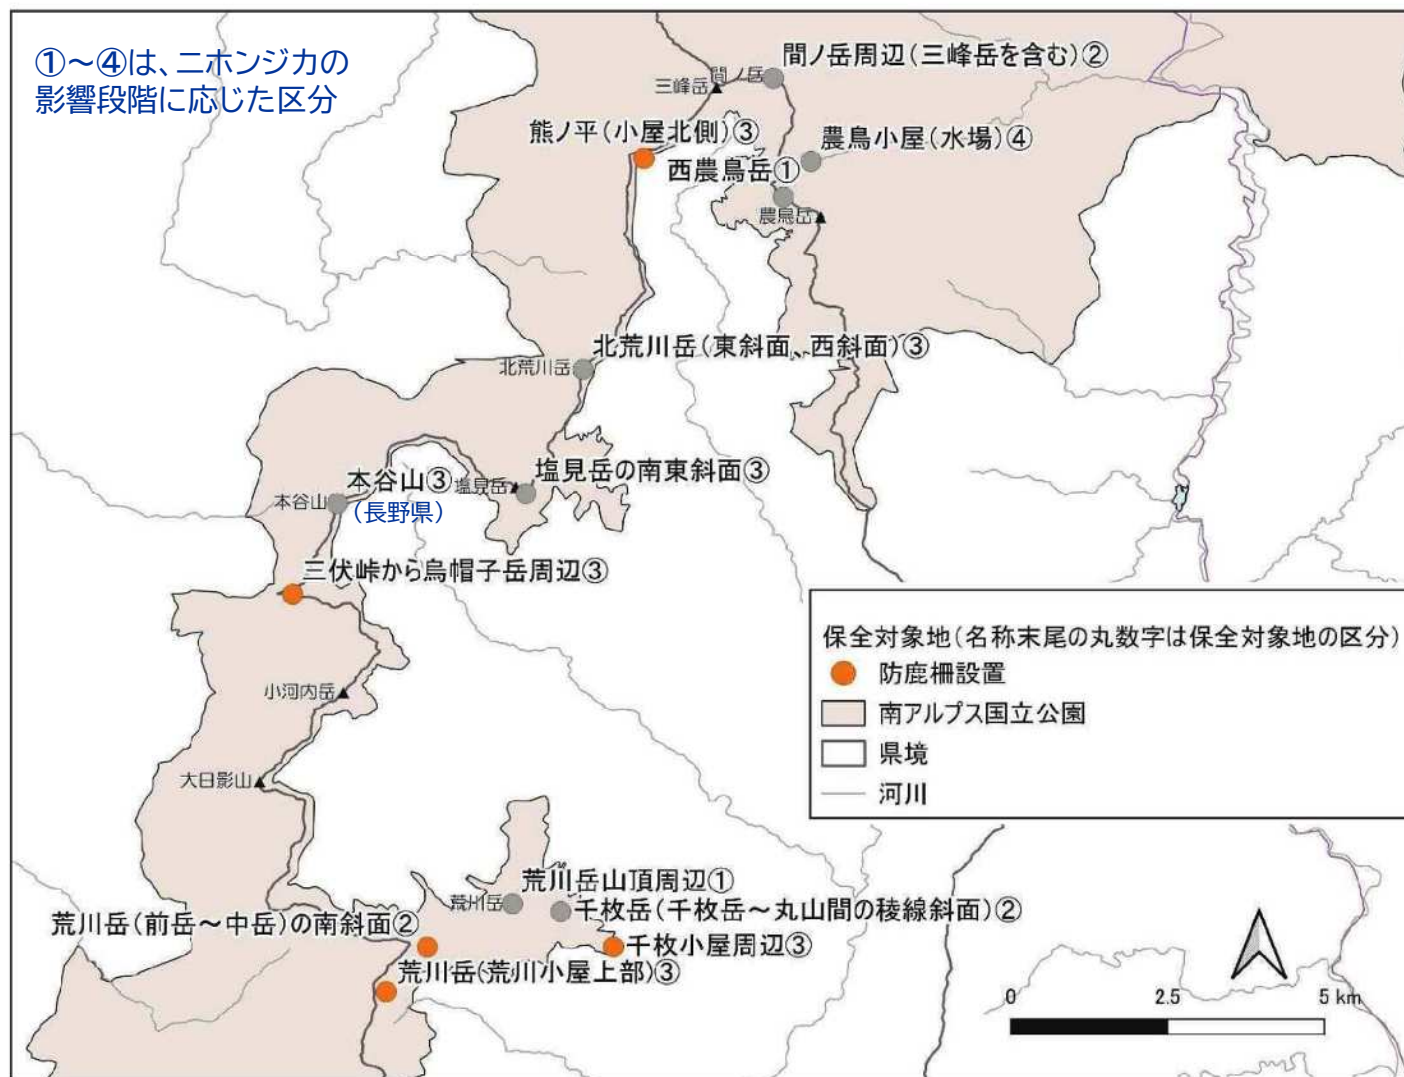 ①～④は、ニホンジカの
影響段階に応じた区分
間ノ岳周辺(三峰岳を含む)②
間ノ岳
三峰岳
熊ノ平(小屋北側)③
農鳥小屋(水場)④
西農鳥岳①
農鳥岳
北荒川岳(東斜面、西斜面)③
北荒川岳
塩見岳の南東斜面③
塩見岳
本谷山③
本谷山
(長野県)
三伏峠から烏帽子岳周辺③
小河内岳
大日影山
保全対象地(名称末尾の丸数字は保全対象地の区分)
防鹿柵設置
南アルプス国立公園
県境
河川
荒川岳山頂周辺①
荒川岳
千枚岳(千枚岳～丸山間の稜線斜面)②
荒川岳(前岳～中岳)の南斜面②
千枚小屋周辺③
荒川岳(荒川小屋上部)③
0 2.5 5 km